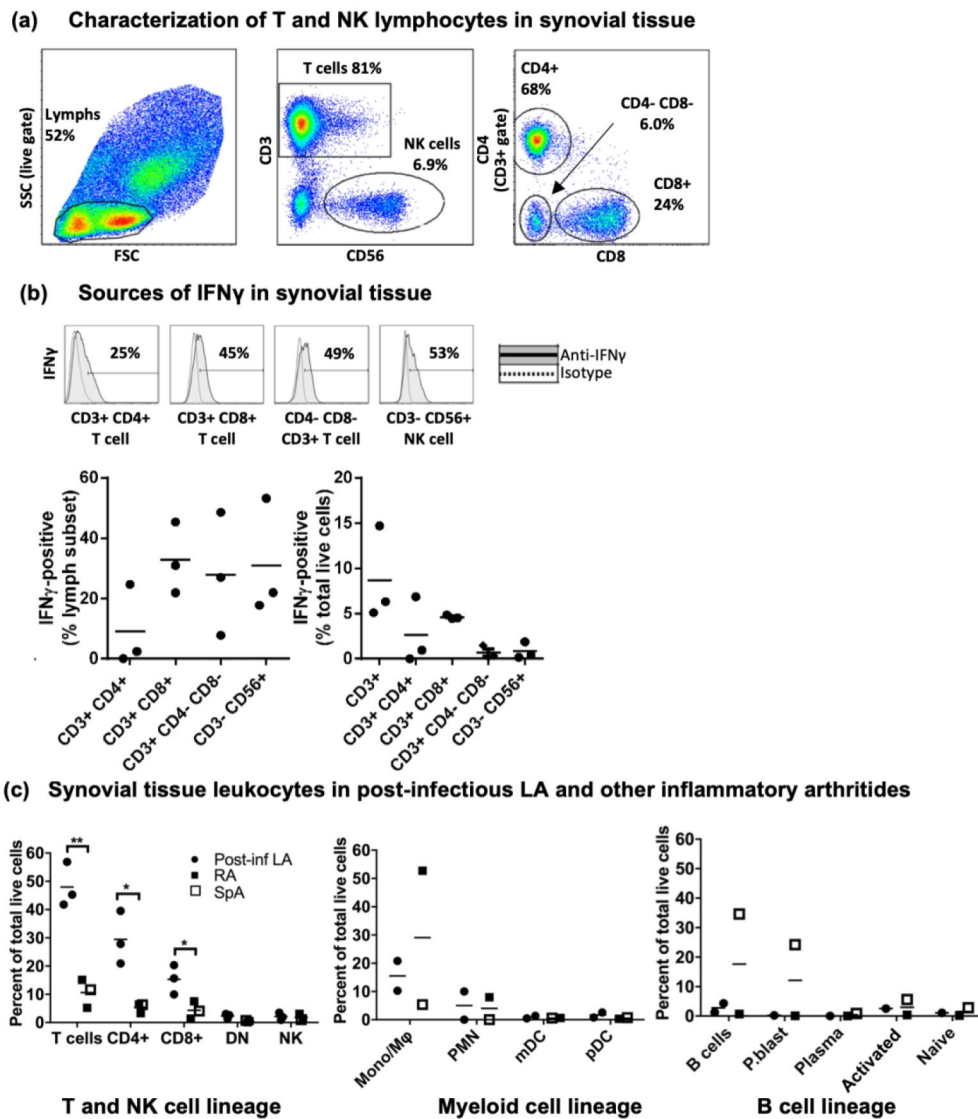 (a) Characterization of T and NK lymphocytes in synovial tissue
Lymphs
52%
SSC (live gate)
FSC
T cells 81%
NK cells
6.9%
CD3
CD56
CD4+
68%
CD4- CD8-
6.0%
CD8+
24%
CD4
(CD3+ gate)
CD8
(b) Sources of IFNγ in synovial tissue
IFNγ
25%
45%
49%
53%
CD3+ CD4+
T cell
CD3+ CD8+
T cell
CD4- CD8-
CD3+ T cell
CD3- CD56+
NK cell
Anti-IFNγ
Isotype
IFNγ-positive
(% lymph subset)
60
40
20
0
CD3+ CD4+
CD3+ CD8+
CD3+ CD4- CD8-
CD3- CD56+
IFNγ-positive
(% total live cells)
20
15
10
5
0
CD3+
CD3+ CD4+
CD3+ CD8+
CD3+ CD4- CD8-
CD3- CD56+
(c) Synovial tissue leukocytes in post-infectious LA and other inflammatory arthritides
Percent of total live cells
60
50
40
30
20
10
0
**
*
*
Post-inf LA
RA
SpA
T cells CD4+ CD8+ DN NK
T and NK cell lineage
Percent of total live cells
60
50
40
30
20
10
0
Mono/Mφ
PMN
mDC
pDC
Myeloid cell lineage
Percent of total live cells
60
50
40
30
20
10
0
B cells
P.blast
Plasma
Activated
Naive
B cell lineage